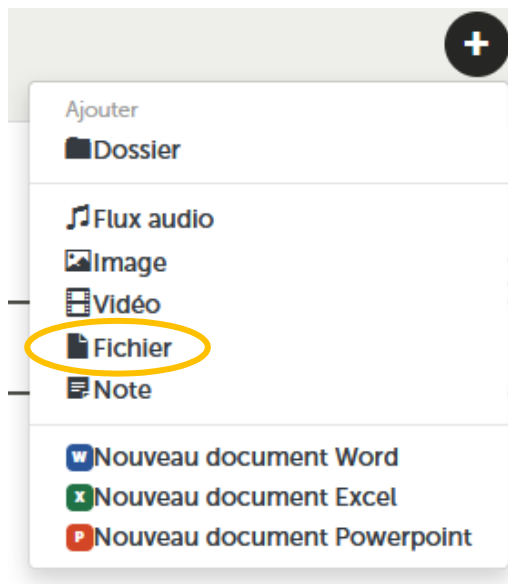 +
Ajouter
Dossier
Flux audio
Image
Vidéo
Fichier
Note
W Nouveau document Word
X Nouveau document Excel
P Nouveau document Powerpoint